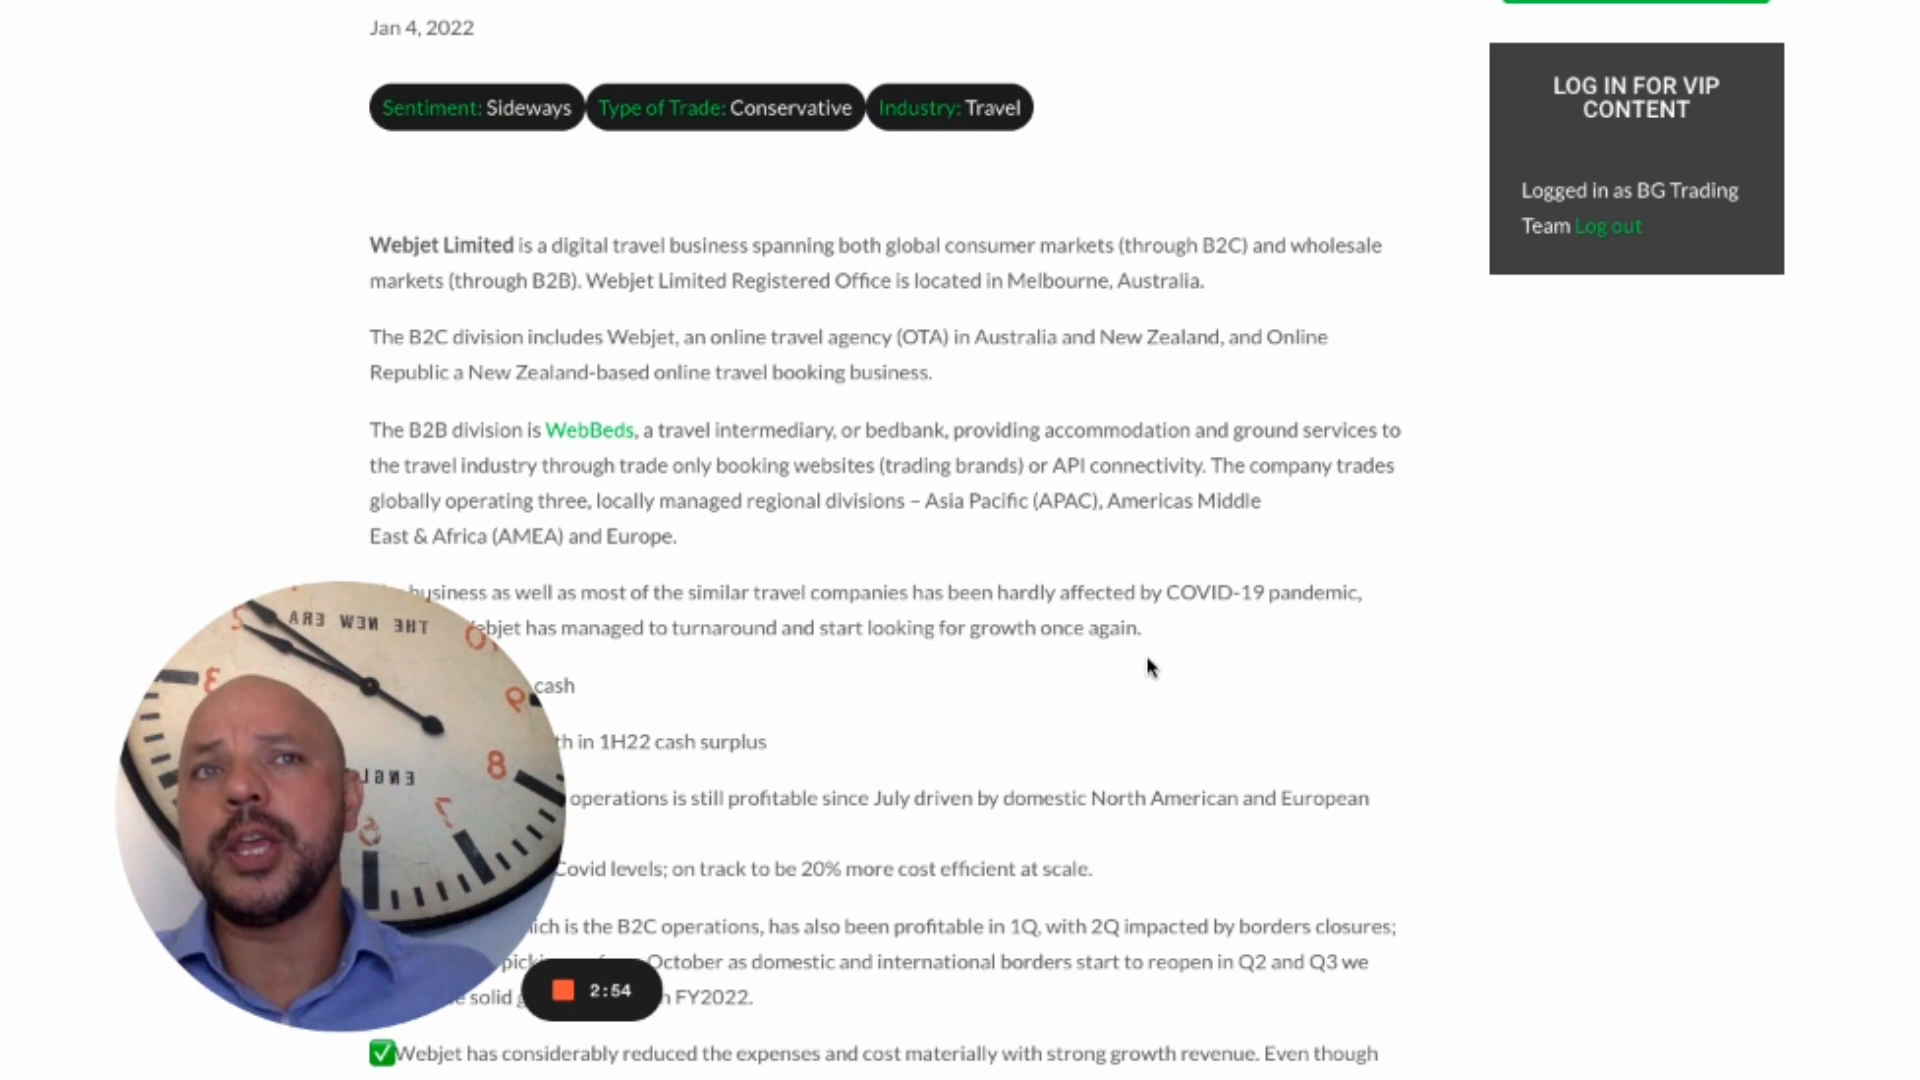 Jan 4, 2022
Sentiment: Sideways Type of Trade: Conservative Industry: Travel
LOG IN FOR VIP
CONTENT
Logged in as BG Trading
Team Log out
Webjet Limited is a digital travel business spanning both global consumer markets (through B2C) and wholesale
markets (through B2B). Webjet Limited Registered Office is located in Melbourne, Australia.
The B2C division includes Webjet, an online travel agency (OTA) in Australia and New Zealand, and Online
Republic a New Zealand-based online travel booking business.
The B2B division is WebBeds, a travel intermediary, or bedbank, providing accommodation and ground services to
the travel industry through trade only booking websites (trading brands) or API connectivity. The company trades
globally operating three, locally managed regional divisions – Asia Pacific (APAC), Americas Middle
East & Africa (AMEA) and Europe.
business as well as most of the similar travel companies has been hardly affected by COVID-19 pandemic,
ebjet has managed to turnaround and start looking for growth once again.
THE NEW ERA
cash
th in 1H22 cash surplus
operations is still profitable since July driven by domestic North American and European
Covid levels; on track to be 20% more cost efficient at scale.
ich is the B2C operations, has also been profitable in 1Q, with 2Q impacted by borders closures;
October as domestic and international borders start to reopen in Q2 and Q3 we
solid
FY2022.
2:54
Webjet has considerably reduced the expenses and cost materially with strong growth revenue. Even though
3
9
8
7
6